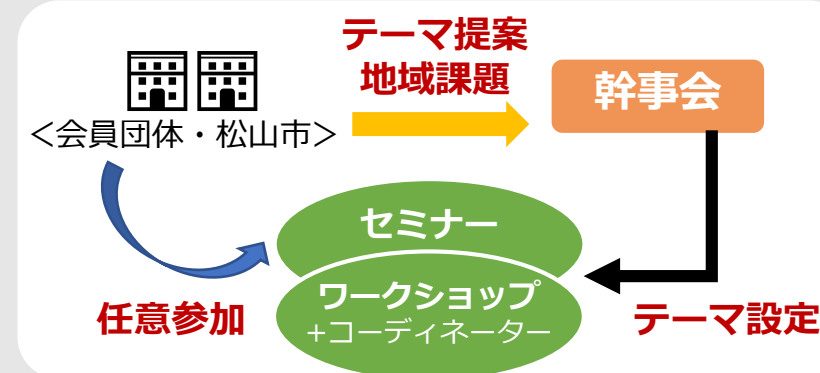 テーマ提案
地域課題
幹事会
＜会員団体・松山市＞
セミナー
ワークショップ
+コーディネーター
任意参加
テーマ設定